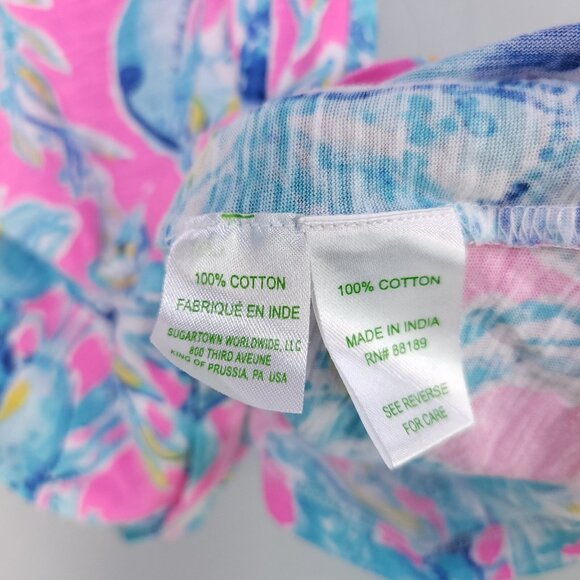 100% COTTON
FABRIQUÉ EN INDE
SUGARTOWN WORLDWIDE, LLC
800 THIRD AVEUNE
KING OF PRUSSIA, PA USA
100% COTTON
MADE IN INDIA
RN# 88189
SEE REVERSE
FOR CARE